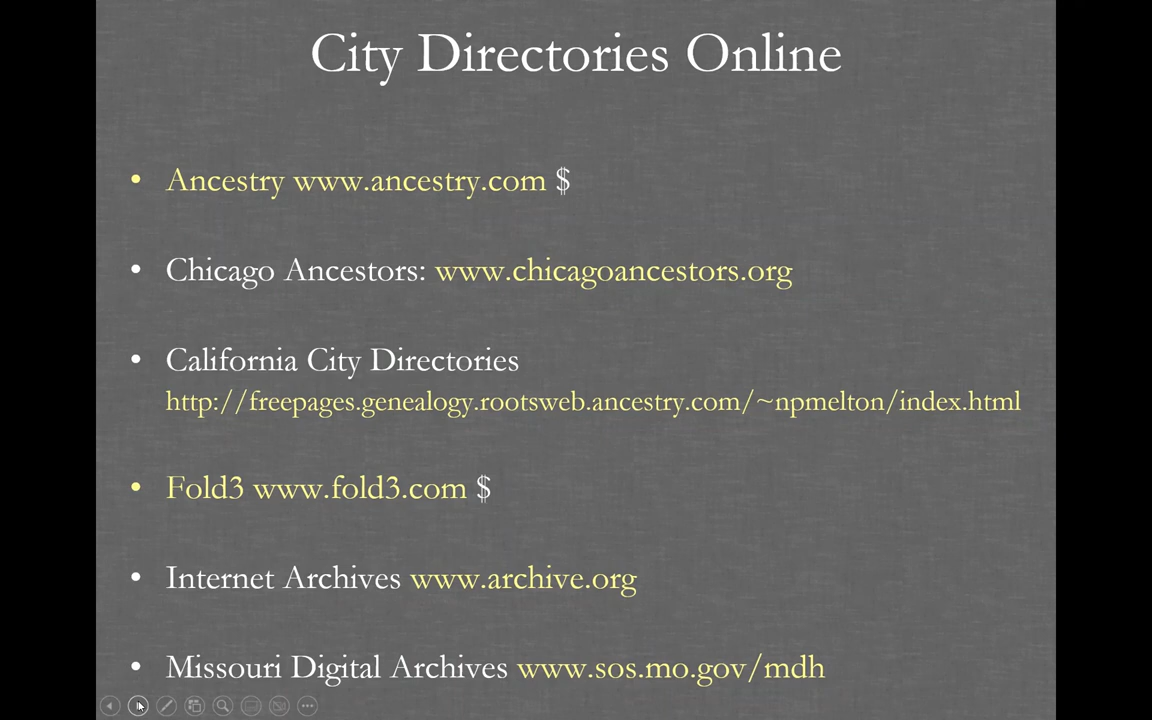 City Directories Online
• Ancestry www.ancestry.com $
• Chicago Ancestors: www.chicagoancestors.org
• California City Directories
http://freepages.genealogy.rootsweb.ancestry.com/~npmelton/index.html
• Fold3 www.fold3.com $
• Internet Archives www.archive.org
• Missouri Digital Archives www.sos.mo.gov/mdh